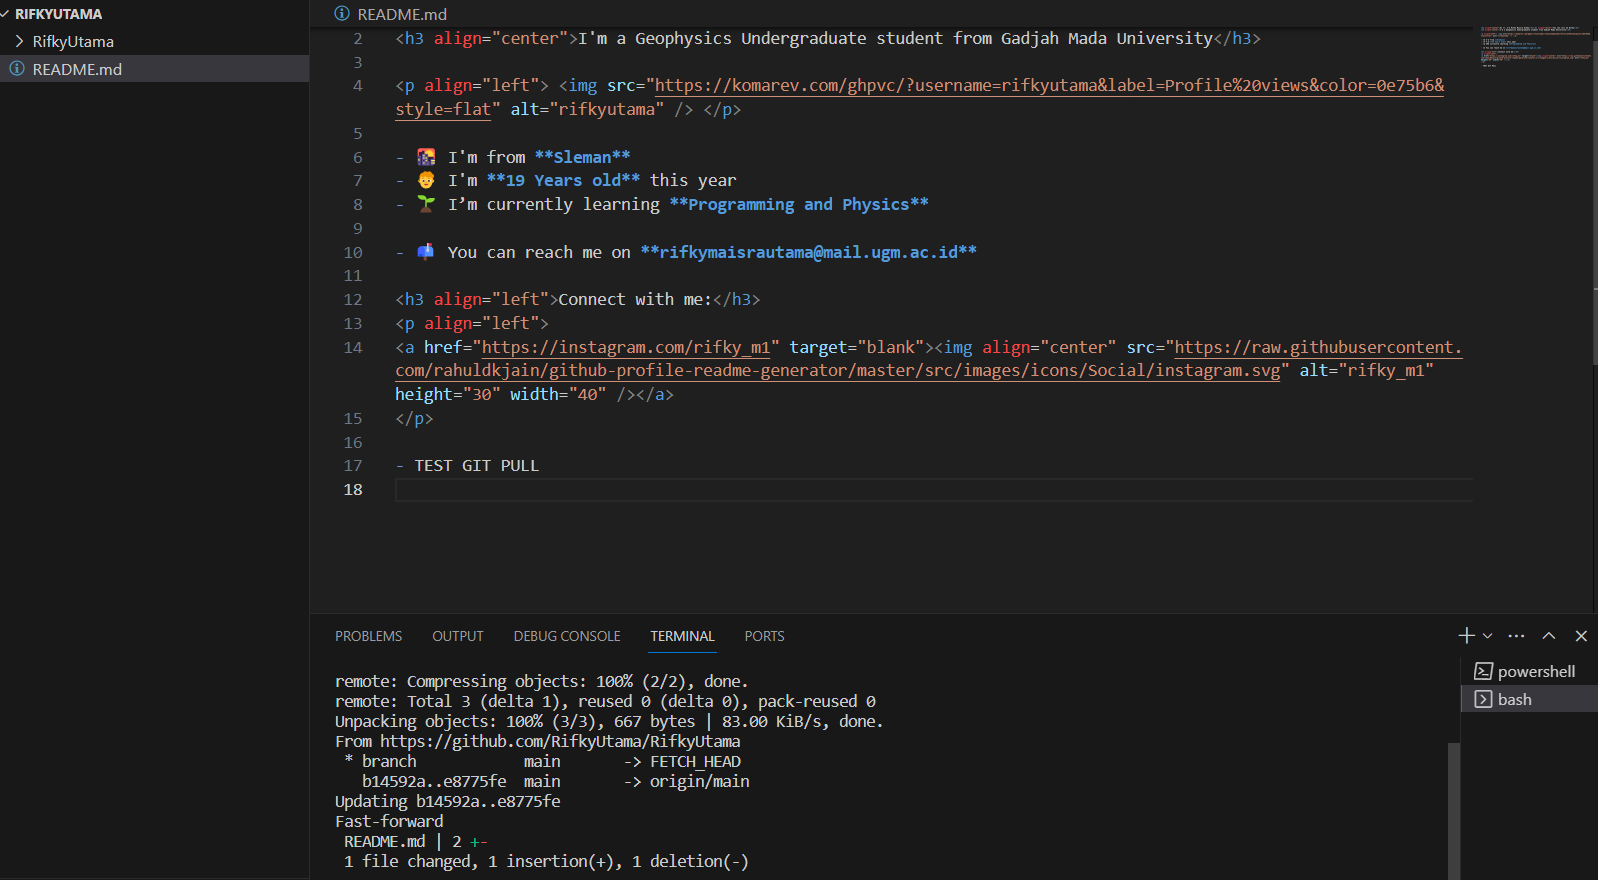 RIFKYUTAMA
RifkyUtama
README.md
README.md
2 <h3 align="center">I'm a Geophysics Undergraduate student from Gadjah Mada University</h3>
3
4 <p align="left"> <img src="https://komarev.com/ghpvc/?username=rifkyutama&label=Profile%20views&color=0e75b6&
style=flat" alt="rifkyutama" /> </p>
5
6 - 🌇 I'm from **Sleman**
7 - 🧑‍🦰 I'm **19 Years old** this year
8 - 🌱 I’m currently learning **Programming and Physics**
9
10 - 📫 You can reach me on **rifkymaisrautama@mail.ugm.ac.id**
11
12 <h3 align="left">Connect with me:</h3>
13 <p align="left">
14 <a href="https://instagram.com/rifky_m1" target="blank"><img align="center" src="https://raw.githubusercontent.
com/rahuldkjain/github-profile-readme-generator/master/src/images/icons/Social/instagram.svg" alt="rifky_m1"
height="30" width="40" /></a>
15 </p>
16
17 - TEST GIT PULL
18
PROBLEMS OUTPUT DEBUG CONSOLE TERMINAL PORTS
powershell
bash
remote: Compressing objects: 100% (2/2), done.
remote: Total 3 (delta 1), reused 0 (delta 0), pack-reused 0
Unpacking objects: 100% (3/3), 667 bytes | 83.00 KiB/s, done.
From https://github.com/RifkyUtama/RifkyUtama
* branch main -> FETCH_HEAD
b14592a..e8775fe main -> origin/main
Updating b14592a..e8775fe
Fast-forward
README.md | 2 +-
1 file changed, 1 insertion(+), 1 deletion(-)